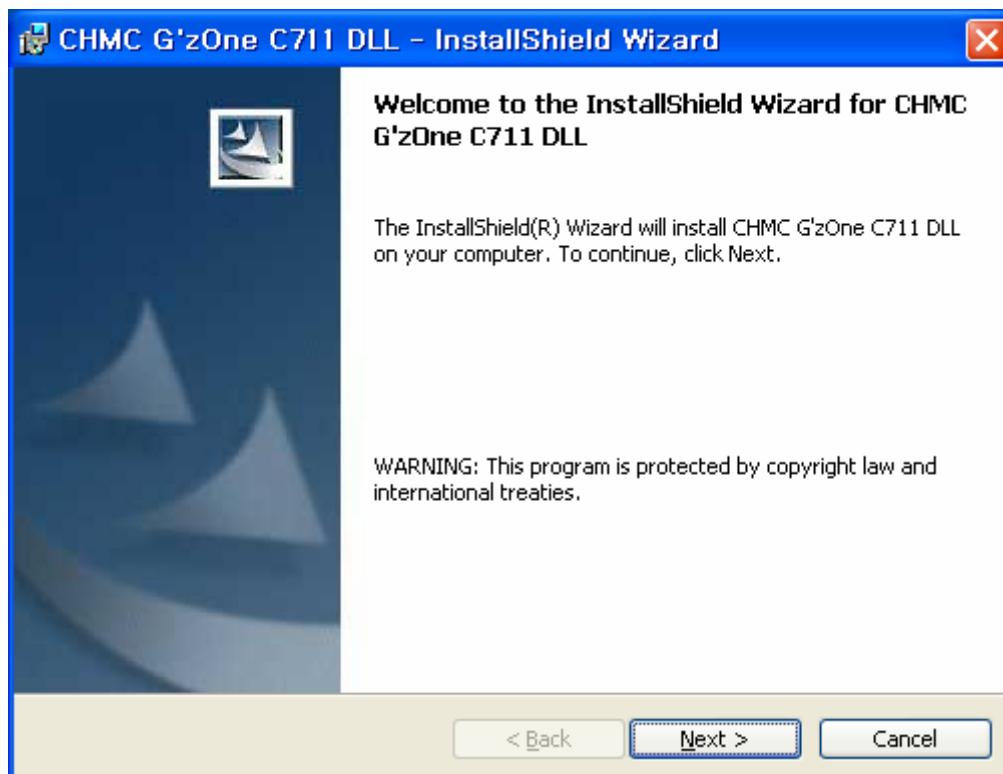 CHMC G'zOne C711 DLL - InstallShield Wizard
Welcome to the InstallShield Wizard for CHMC
G'zOne C711 DLL
The InstallShield(R) Wizard will install CHMC G'zOne C711 DLL
on your computer. To continue, click Next.
WARNING: This program is protected by copyright law and
international treaties.
< Back
Next >
Cancel